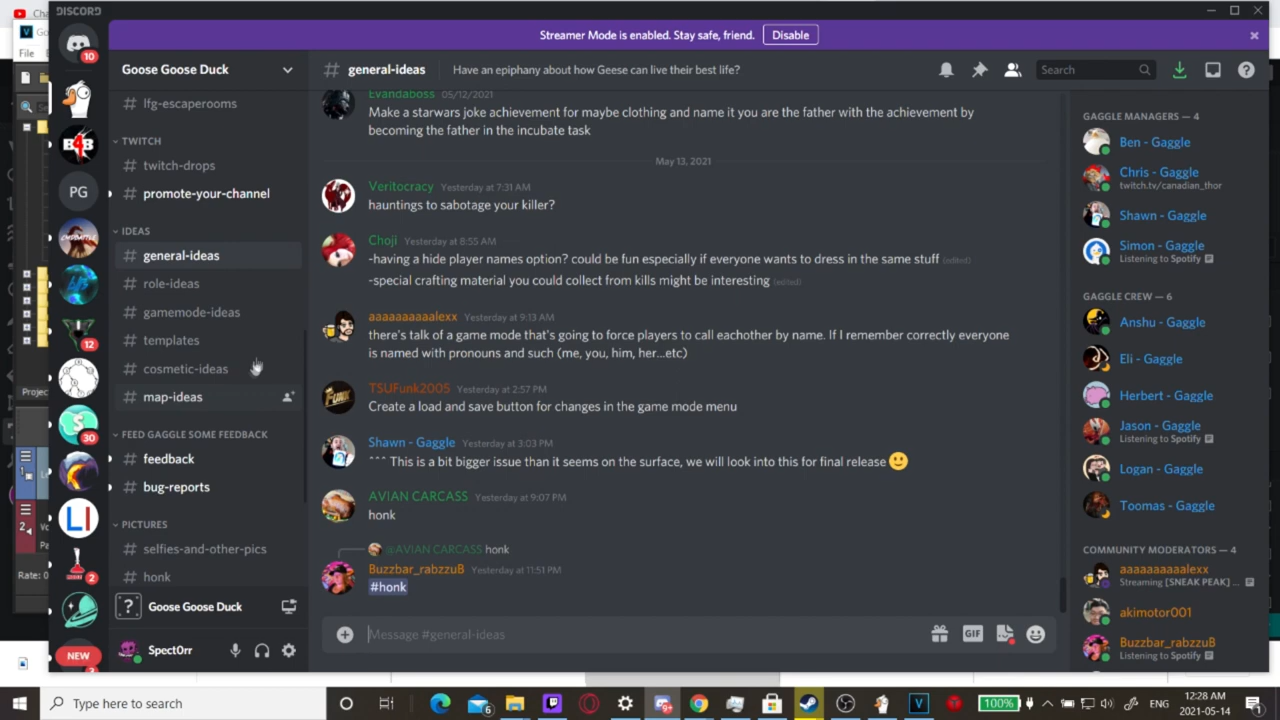 DISCORD
Streamer Mode is enabled. Stay safe, friend.
Disable
File
10
Goose Goose Duck
general-ideas
Have an epiphany about how Geese can live their best life?
Search
lfg-escaperooms
TWITCH
twitch-drops
promote-your-channel
IDEAS
general-ideas
role-ideas
gamemode-ideas
templates
cosmetic-ideas
map-ideas
FEED GAGGLE SOME FEEDBACK
feedback
bug-reports
PICTURES
selfies-and-other-pics
honk
Goose Goose Duck
SpectOrr
B4B
PG
12
30
LI
2
NEW
Projec
Rate: 0
Evandaboss 05/12/2021
Make a starwars joke achievement for maybe clothing and name it you are the father with the achievement by
becoming the father in the incubate task
May 13, 2021
Veritocracy Yesterday at 7:31 AM
hauntings to sabotage your killer?
Choji Yesterday at 8:55 AM
-having a hide player names option? could be fun especially if everyone wants to dress in the same stuff (edited)
-special crafting material you could collect from kills might be interesting (edited)
aaaaaaaaalexx Yesterday at 9:13 AM
there's talk of a game mode that's going to force players to call eachother by name. If I remember correctly everyone
is named with pronouns and such (me, you, him, her...etc)
TSUFunk2005 Yesterday at 2:57 PM
Create a load and save button for changes in the game mode menu
Shawn - Gaggle Yesterday at 3:03 PM
^^^ This is a bit bigger issue than it seems on the surface, we will look into this for final release
AVIAN CARCASS Yesterday at 9:07 PM
honk
@AVIAN CARCASS honk
Buzzbar_rabzzuB Yesterday at 11:51 PM
#honk
Message #general-ideas
GIF
GAGGLE MANAGERS — 4
Ben - Gaggle
Chris - Gaggle
twitch.tv/canadian_thor
Shawn - Gaggle
Simon - Gaggle
Listening to Spotify
GAGGLE CREW — 6
Anshu - Gaggle
Eli - Gaggle
Herbert - Gaggle
Jason - Gaggle
Listening to Spotify
Logan - Gaggle
Toomas - Gaggle
COMMUNITY MODERATORS — 4
aaaaaaaaalexx
Streaming [SNEAK PEAK] ...
akimotor001
Buzzbar_rabzzuB
Listening to Spotify
Type here to search
6
100%
ENG
12:28 AM
2021-05-14